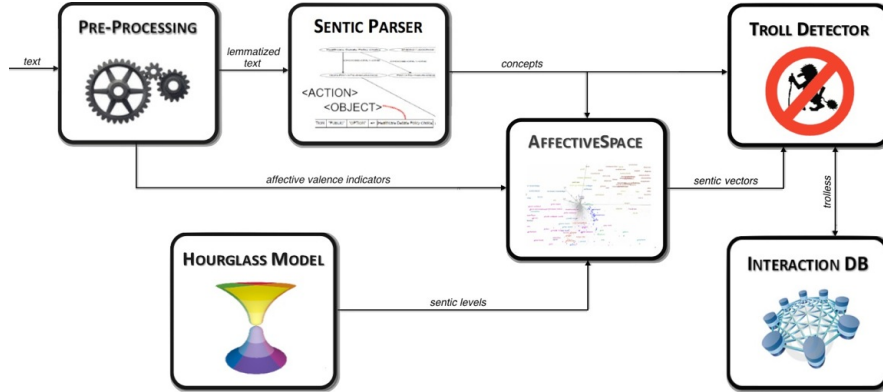 PRE-PROCESSING
SENTIC PARSER
TROLL DETECTOR
text
lemmatized
text
concepts
<ACTION>
<OBJECT>
AFFECTIVESPACE
affective valence indicators
sentic vectors
trolless
HOURGLASS MODEL
sentic levels
INTERACTION DB